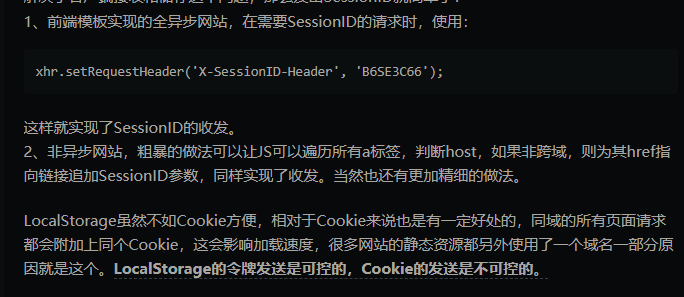 1、前端模板实现的全异步网站，在需要SessionID的请求时，使用：
xhr.setRequestHeader('X-SessionID-Header', 'B6SE3C66');
这样就实现了SessionID的收发。
2、非异步网站，粗暴的做法可以让JS可以遍历所有a标签，判断host，如果非跨域，则为其href指
向链接追加SessionID参数，同样实现了收发。当然也还有更加精细的做法。
LocalStorage虽然不如Cookie方便，相对于Cookie来说也是有一定好处的，同域的所有页面请求
都会附加上同个Cookie，这会影响加载速度，很多网站的静态资源都另外使用了一个域名一部分原
因就是这个。LocalStorage的令牌发送是可控的，Cookie的发送是不可控的。